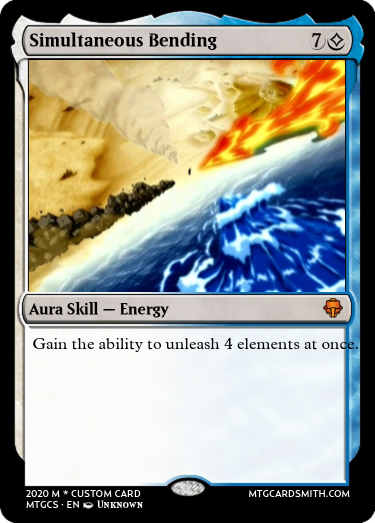 Simultaneous Bending 7
Aura Skill — Energy
Gain the ability to unleash 4 elements at once.
2020 M * CUSTOM CARD
MTGCS · EN Unknown
MTGCARDSMITH.COM